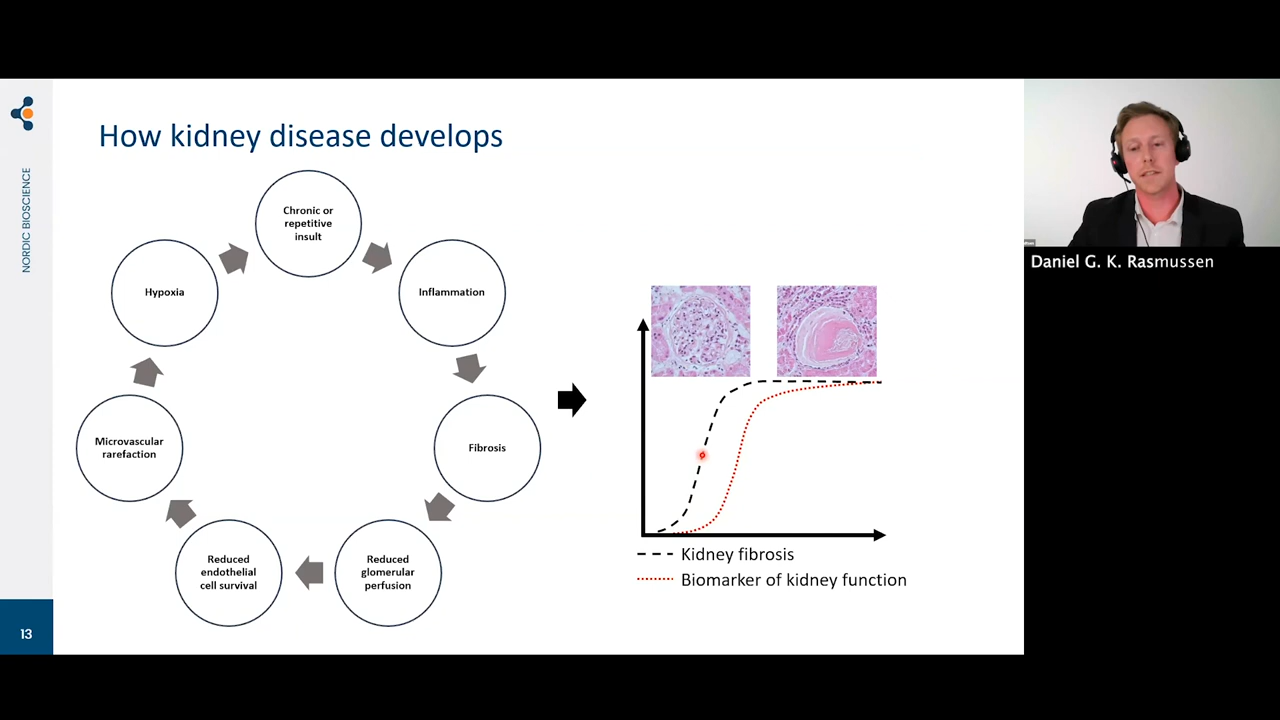 NORDIC BIOSCIENCE
How kidney disease develops
Chronic or
repetitive
insult
Inflammation
Fibrosis
Reduced
glomerular
perfusion
Reduced
endothelial
cell survival
Microvascular
rarefaction
Hypoxia
Kidney fibrosis
Biomarker of kidney function
13
Daniel G. K. Rasmussen